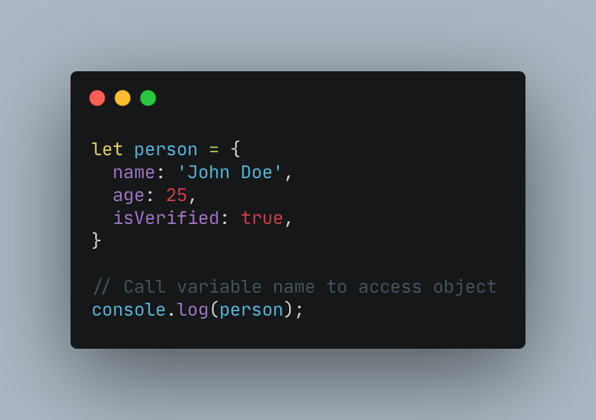 let person = {
  name: 'John Doe',
  age: 25,
  isVerified: true,
}
// Call variable name to access object
console.log(person);